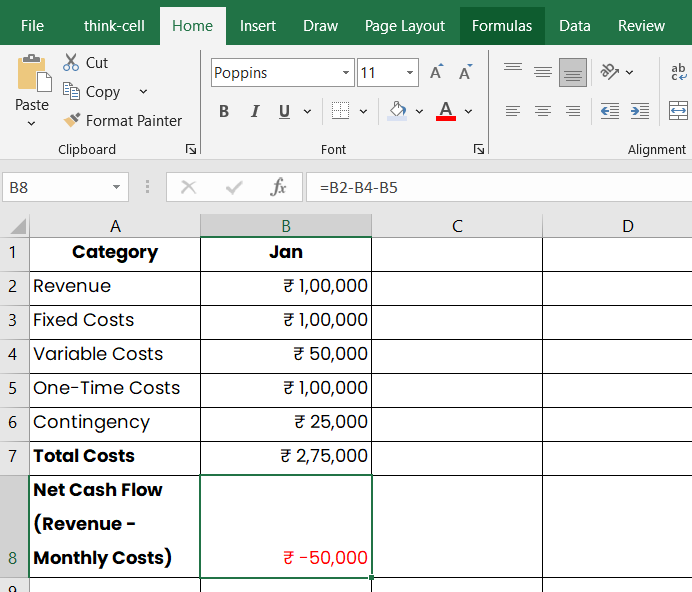 File think-cell Home Insert Draw Page Layout Formulas Data Review
Paste
Cut
Copy
Format Painter
Clipboard
Poppins 11 A A
B I U A
Font
ab
Alignment
B8 fx =B2-B4-B5
A B C D
1 Category Jan
2 Revenue ₹ 1,00,000
3 Fixed Costs ₹ 1,00,000
4 Variable Costs ₹ 50,000
5 One-Time Costs ₹ 1,00,000
6 Contingency ₹ 25,000
7 Total Costs ₹ 2,75,000
Net Cash Flow
(Revenue -
8 Monthly Costs) ₹ -50,000
9